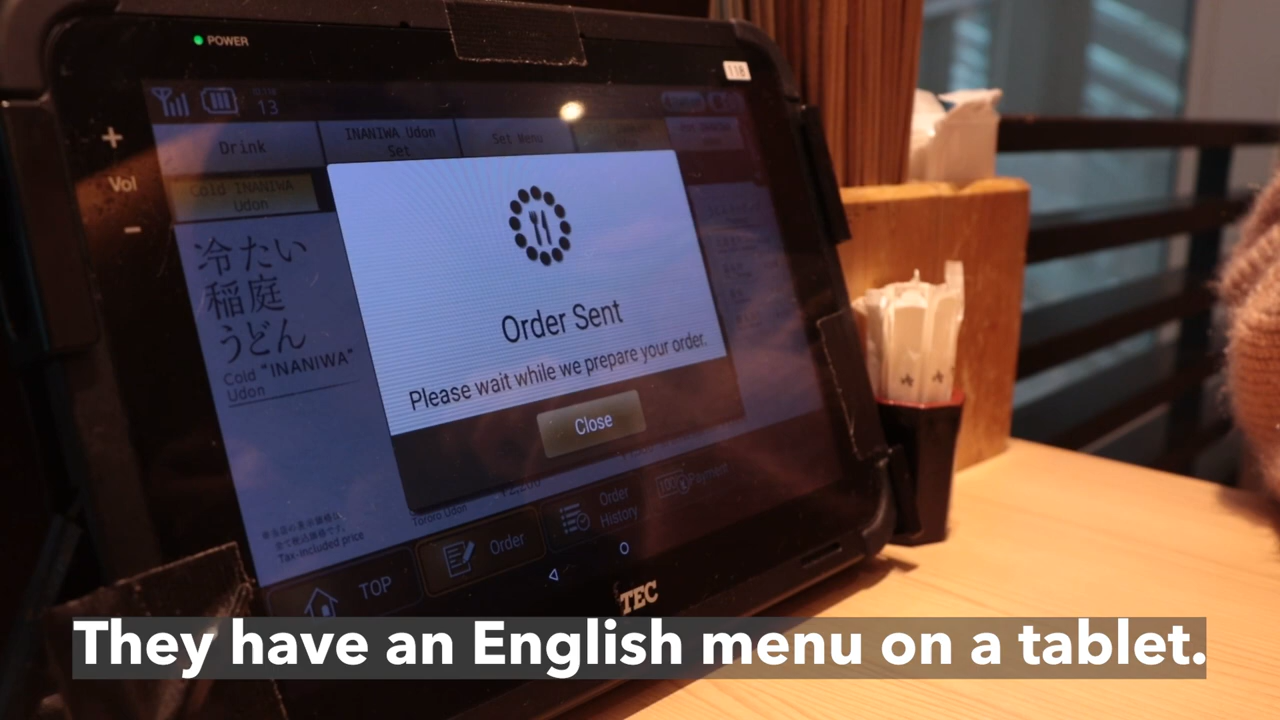 POWER
118
13
Vol
Drink
INANIWA Udon
Set
Set Menu
Cold INANIWA
Udon
冷たい
稲庭
うどん
Cold "INANIWA"
Udon
Order Sent
Please wait while we prepare your order.
Close
Tororo Udon
Tax-included price
TOP
Order
Order
History
Payment
TEC
They have an English menu on a tablet.